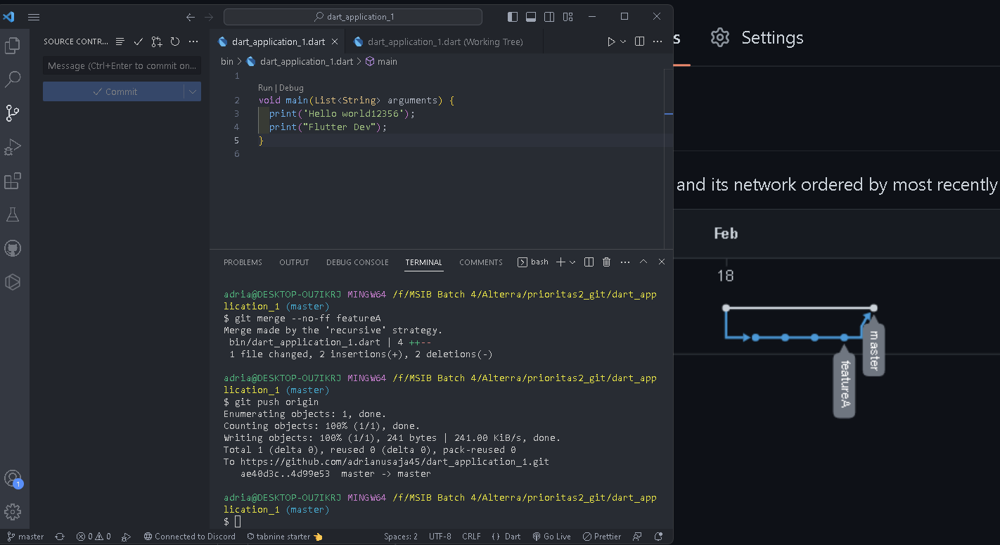 dart_application_1
SOURCE CONTR...
Message (Ctrl+Enter to commit on...
Commit
dart_application_1.dart
dart_application_1.dart (Working Tree)
bin > dart_application_1.dart > main
1
Run | Debug
2 void main(List<String> arguments) {
3 print('Hello world12356');
4 print("Flutter Dev");
5 }
6
PROBLEMS OUTPUT DEBUG CONSOLE TERMINAL COMMENTS bash
adria@DESKTOP-OU7IKRJ MINGW64 /f/MSIB Batch 4/Alterra/prioritas2_git/dart_app
lication_1 (master)
$ git merge --no-ff featureA
Merge made by the 'recursive' strategy.
bin/dart_application_1.dart | 4 ++--
1 file changed, 2 insertions(+), 2 deletions(-)
adria@DESKTOP-OU7IKRJ MINGW64 /f/MSIB Batch 4/Alterra/prioritas2_git/dart_app
lication_1 (master)
$ git push origin
Enumerating objects: 1, done.
Counting objects: 100% (1/1), done.
Writing objects: 100% (1/1), 241 bytes | 241.00 KiB/s, done.
Total 1 (delta 0), reused 0 (delta 0), pack-reused 0
To https://github.com/adrianusaja45/dart_application_1.git
ae40d3c..4d99e53 master -> master
adria@DESKTOP-OU7IKRJ MINGW64 /f/MSIB Batch 4/Alterra/prioritas2_git/dart_app
lication_1 (master)
$
1
master 0 0 Connected to Discord tabnine starter Spaces: 2 UTF-8 CRLF {} Dart Go Live Prettier
s Settings
and its network ordered by most recently
Feb
18
master
featureA